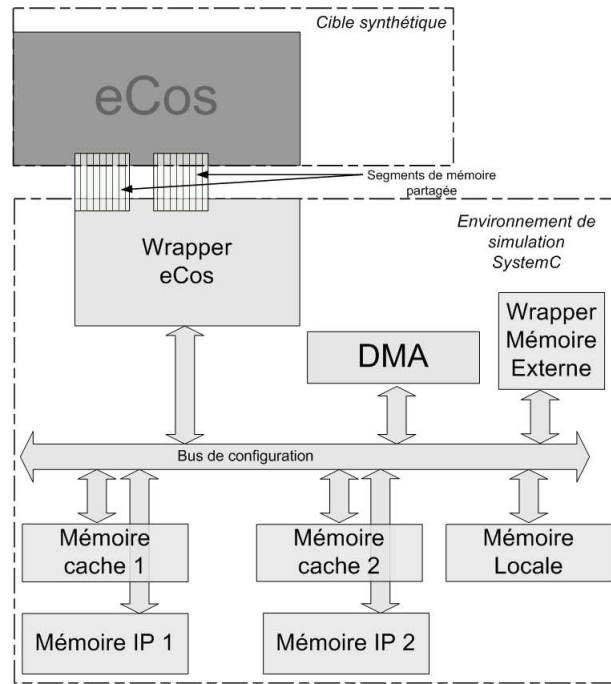 Cible synthétique
eCos
Segments de mémoire
partagée
Wrapper
eCos
Environnement de
simulation
SystemC
Wrapper
Mémoire
Externe
DMA
Bus de configuration
Mémoire
cache 1
Mémoire
cache 2
Mémoire
Locale
Mémoire IP 1
Mémoire IP 2